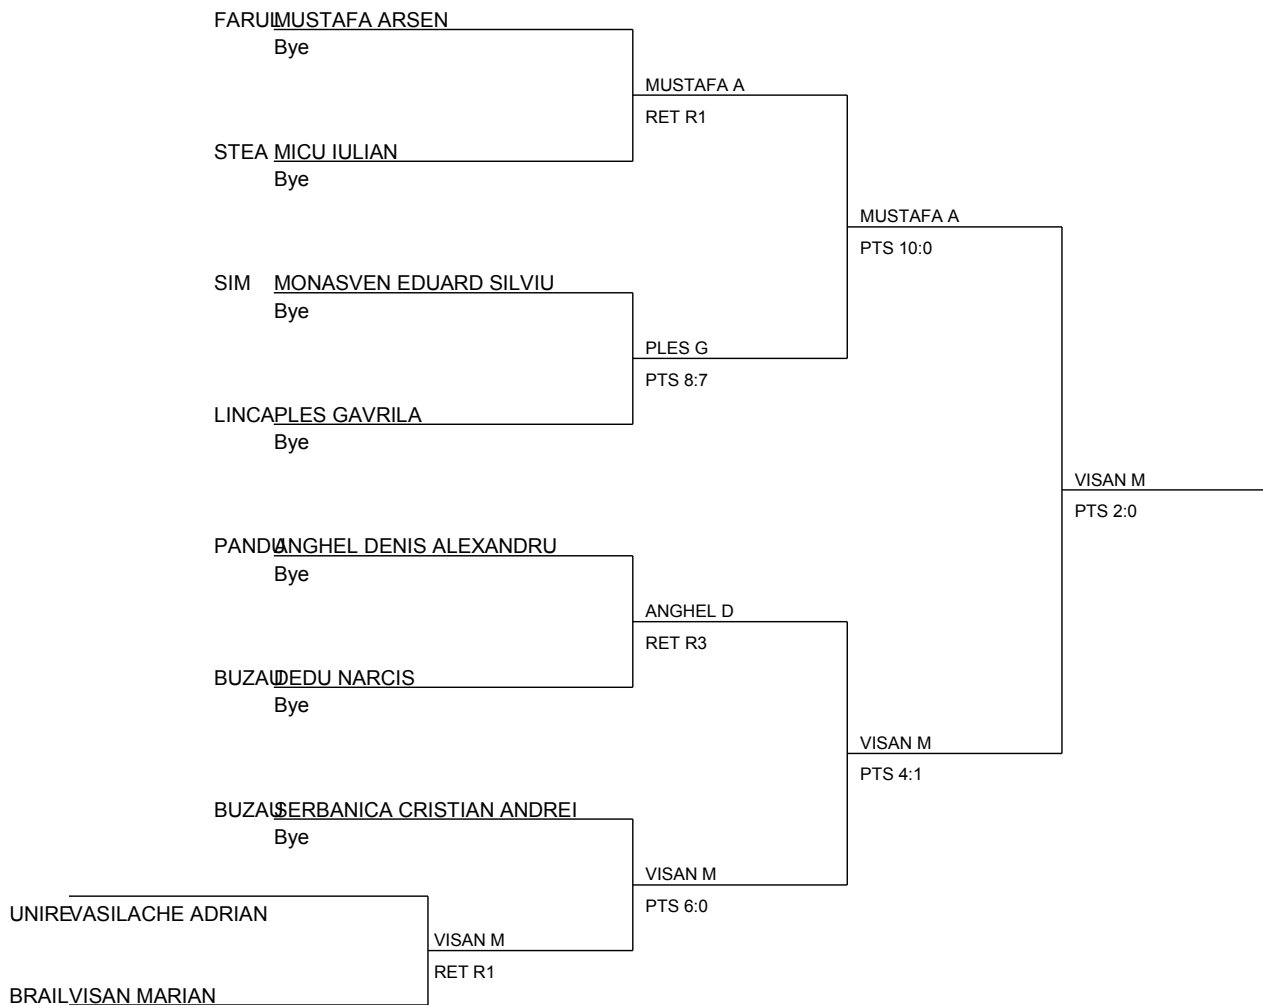 FARUL MUSTAFA ARSEN
Bye
MUSTAFA A
RET R1
STEA MICU IULIAN
Bye
MUSTAFA A
PTS 10:0
SIM MONASVEN EDUARD SILVIU
Bye
PLES G
PTS 8:7
LINCA PLES GAVRILA
Bye
VISAN M
PTS 2:0
PANDU ANGHEL DENIS ALEXANDRU
Bye
ANGHEL D
RET R3
BUZAU DEDU NARCIS
Bye
VISAN M
PTS 4:1
BUZAU SERBANICA CRISTIAN ANDREI
Bye
VISAN M
PTS 6:0
UNIRE VASILACHE ADRIAN
VISAN M
RET R1
BRAIL VISAN MARIAN